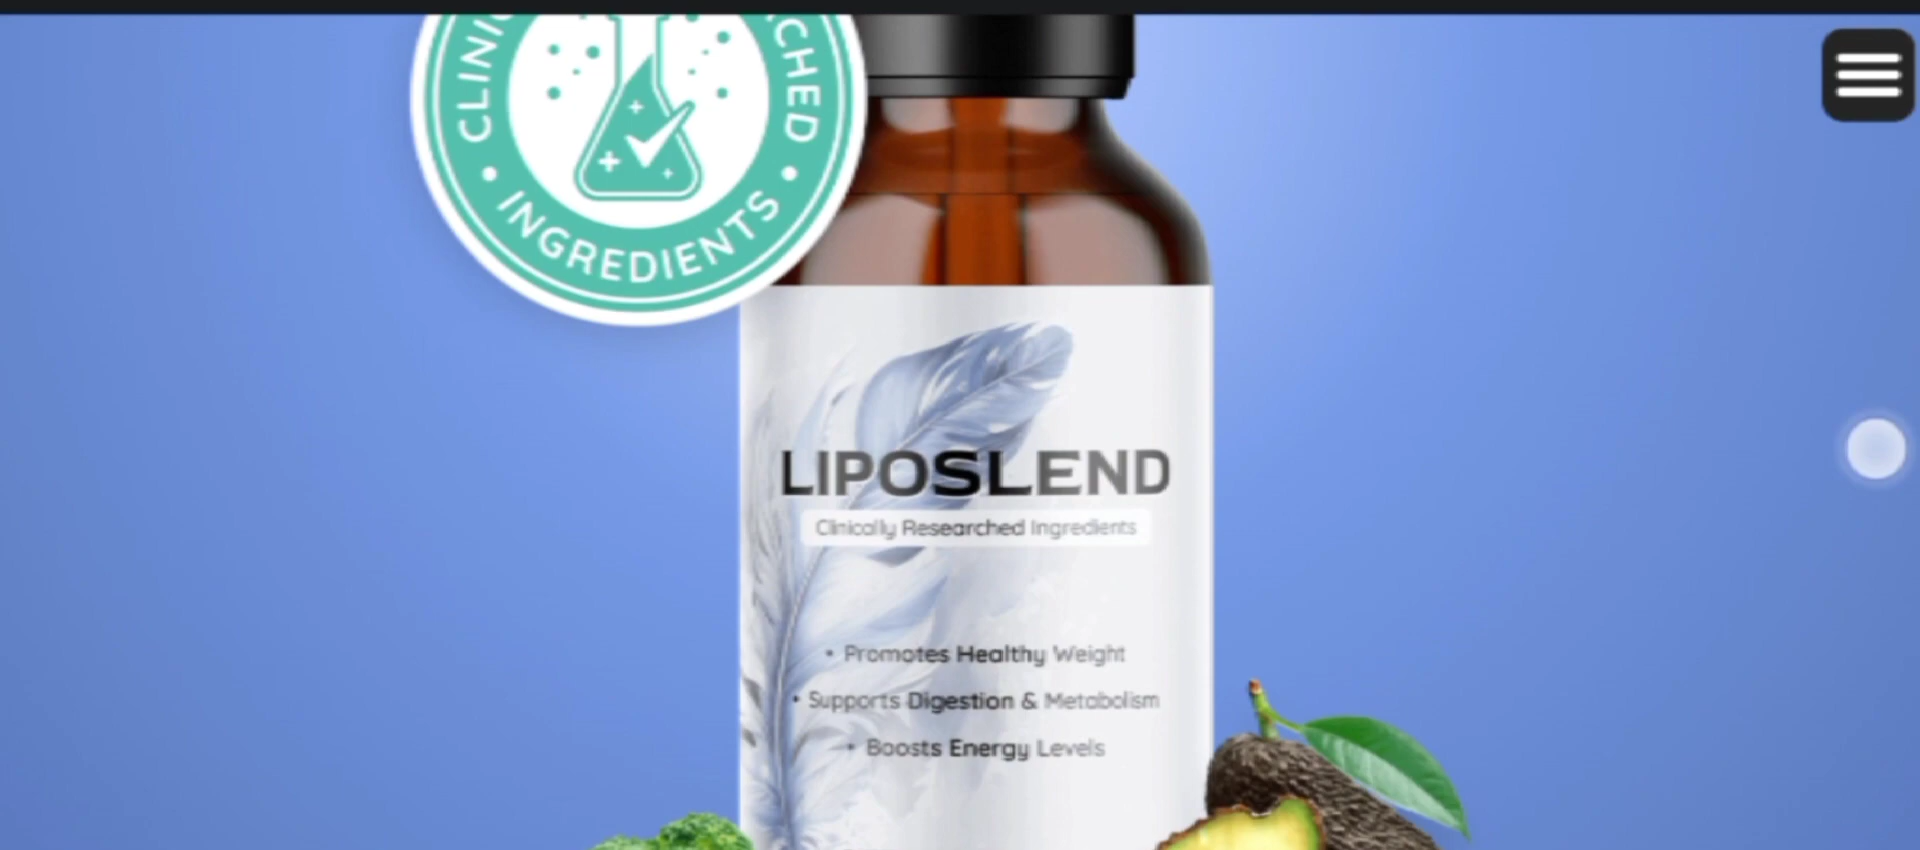 INGREDIENTS
LIPOSLEND
Clinically Researched Ingredients
• Promotes Healthy Weight
• Supports Digestion & Metabolism
• Boosts Energy Levels